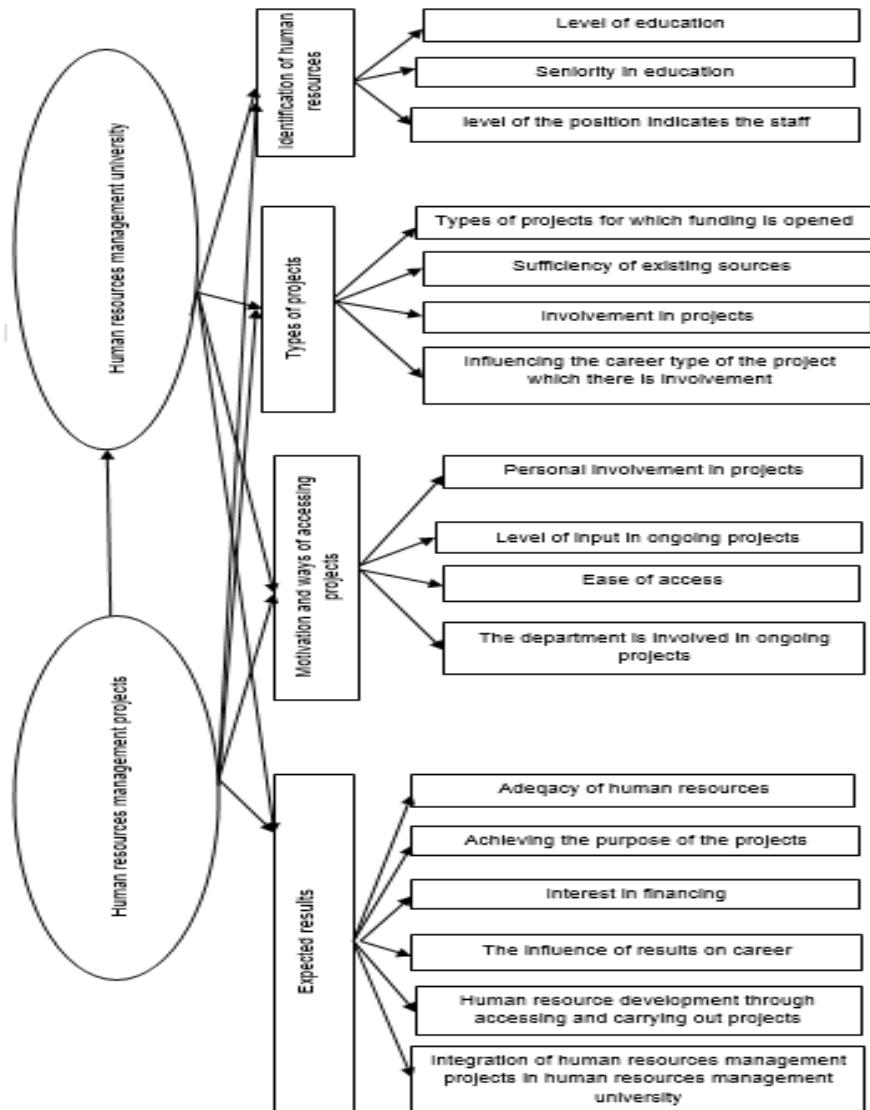 Human resources management university
Human resources management projects
Identification of human
resources
Level of education
Seniority in education
level of the position indicates the staff
Types of projects
Types of projects for which funding is opened
Sufficiency of existing sources
Involvement in projects
Influencing the career type of the project
which there is involvement
Motivation and ways of accessing
projects
Personal involvement in projects
Level of input in ongoing projects
Ease of access
The department is involved in ongoing
projects
Expected results
Adeqacy of human resources
Achieving the purpose of the projects
Interest in financing
The influence of results on career
Human resource development through
accessing and carrying out projects
Integration of human resources management
projects in human resources management
university